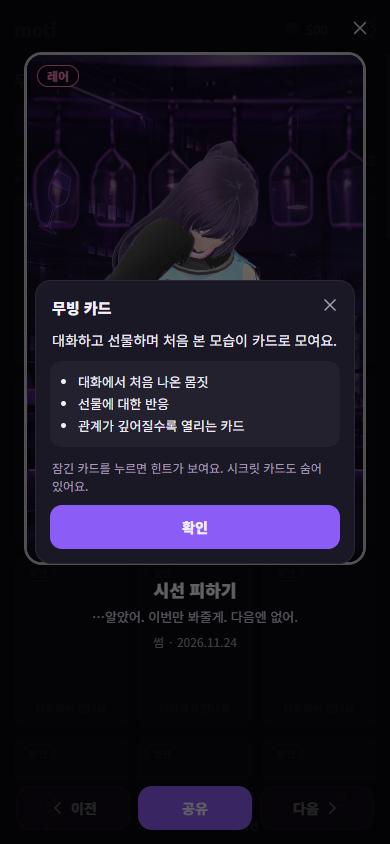 moti
500
레어
무빙 카드
대화하고 선물하며 처음 본 모습이 카드로 모여요.
• 대화에서 처음 나온 몸짓
• 선물에 대한 반응
• 관계가 깊어질수록 열리는 카드
잠긴 카드를 누르면 힌트가 보여요. 시크릿 카드도 숨어
있어요.
확인
시선 피하기
…알았어. 이번만 봐줄게. 다음엔 없어.
썸 · 2026.11.24
이전
공유
다음